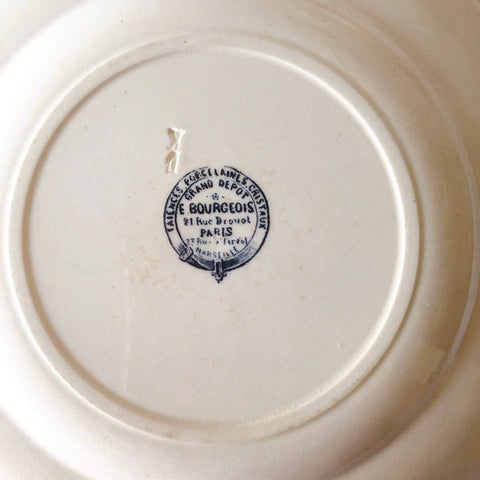 FAIENCES, PORCELAINES, CRISTAUX
GRAND DEPOT
E BOURGEOIS
21 Rue Drouot
PARIS
MARSEILLE